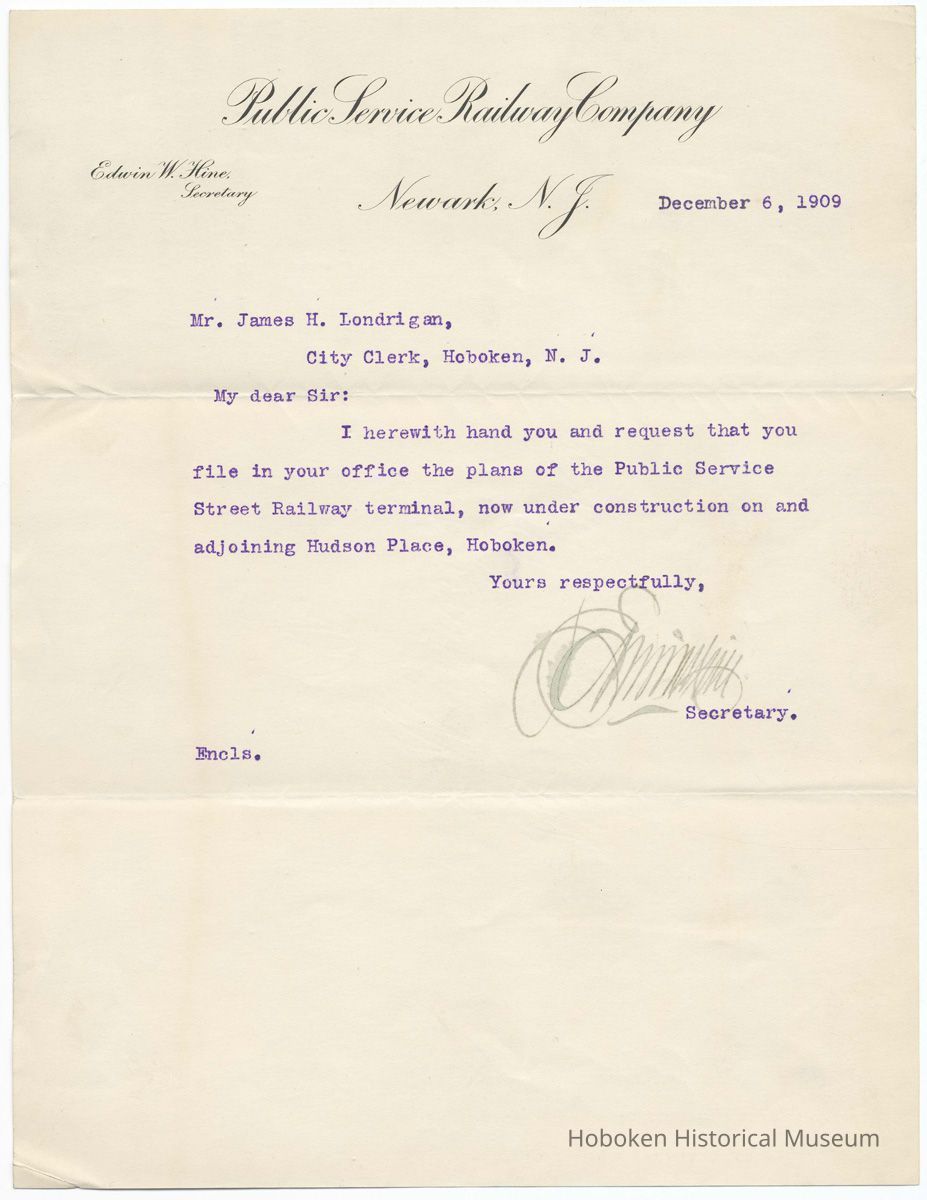 Public Service Railway Company
Edwin W. Hine,
Secretary
Newark, N. J.
December 6, 1909
Mr. James H. Londrigan,
City Clerk, Hoboken, N. J.
My dear Sir:
I herewith hand you and request that you
file in your office the plans of the Public Service
Street Railway terminal, now under construction on and
adjoining Hudson Place, Hoboken.
Yours respectfully,
Secretary.
Encls.
Hoboken Historical Museum